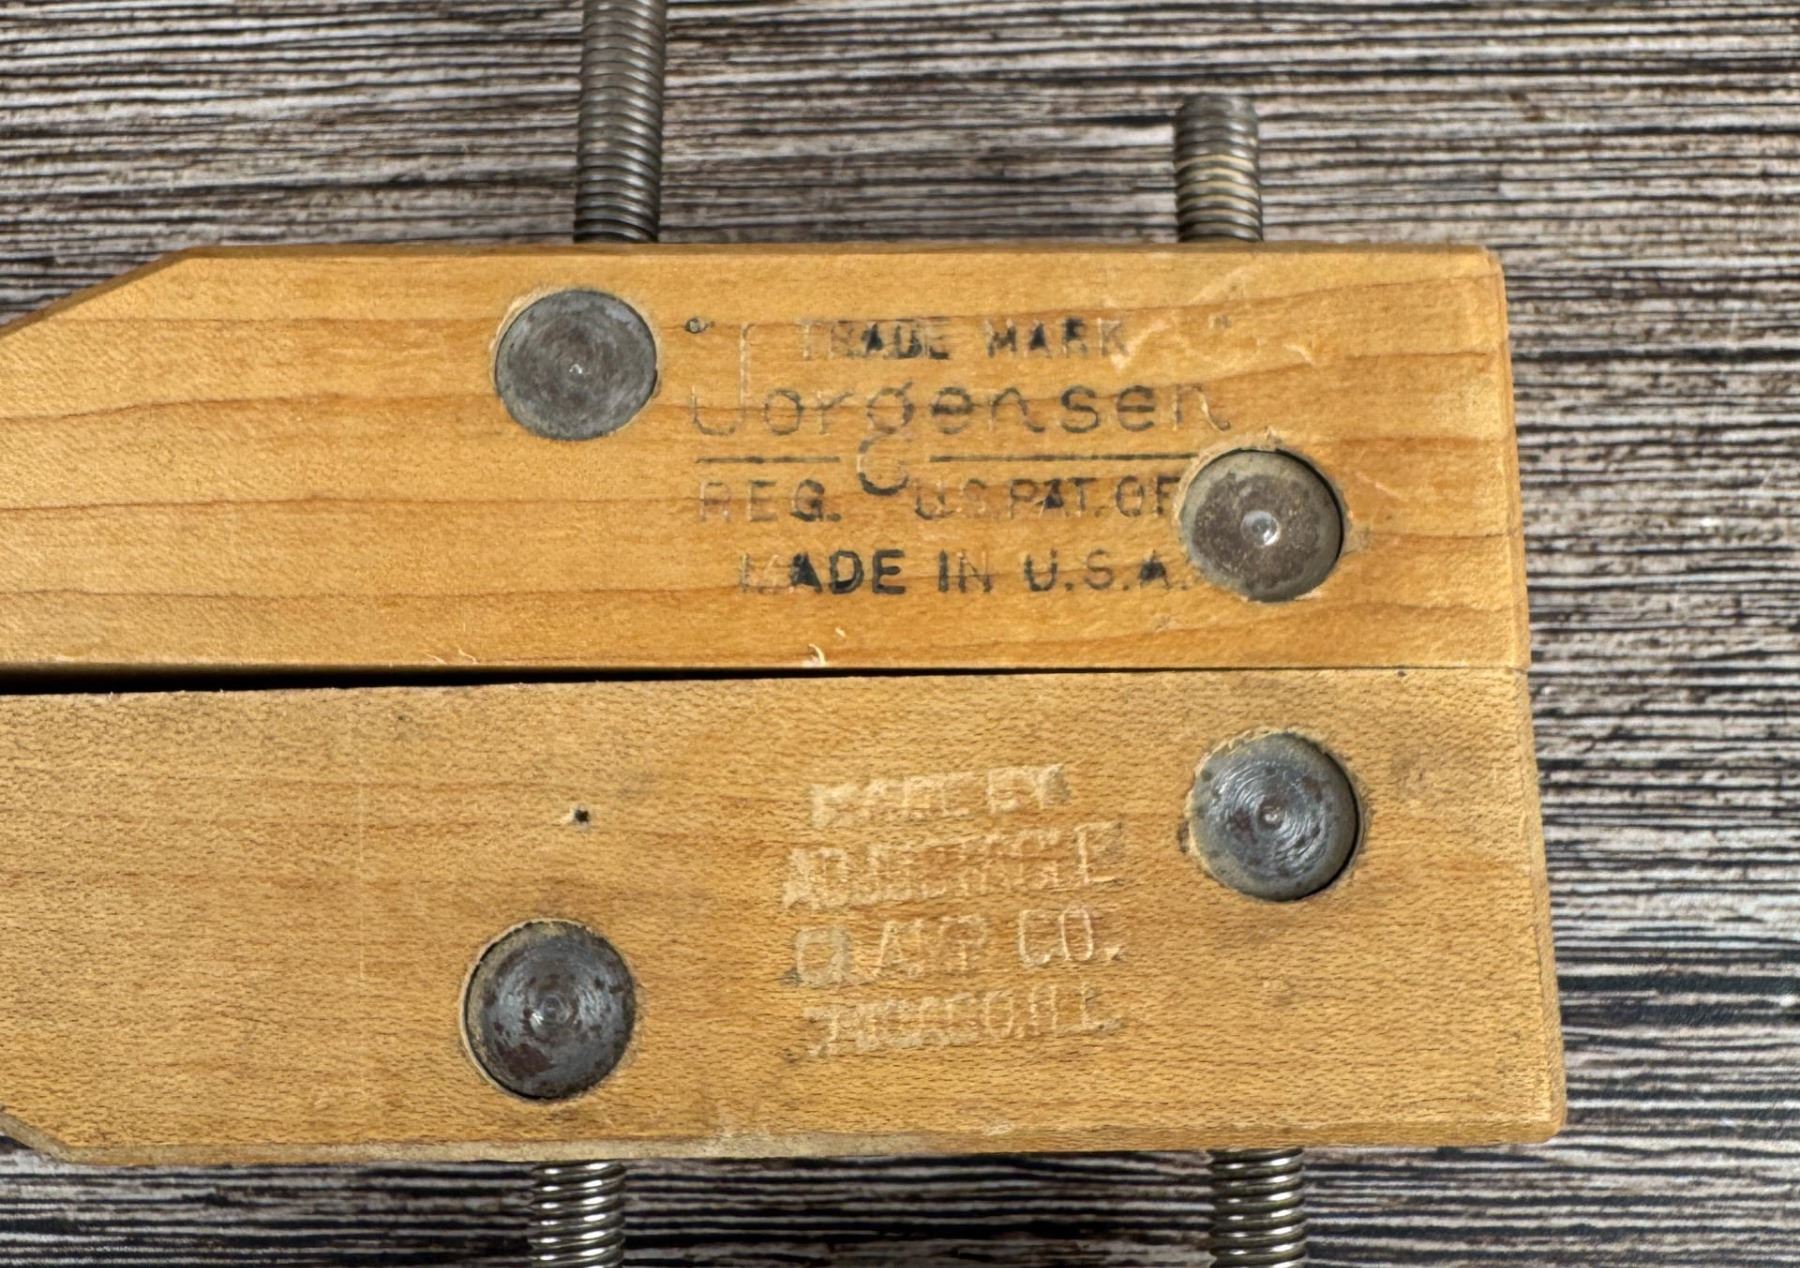 TRADE MARK
Jorgensen
REG. U.S.PAT.OF
MADE IN U.S.A.
MADE BY
ADJUSTABLE
CLAMP CO.
CHICAGO, ILL.